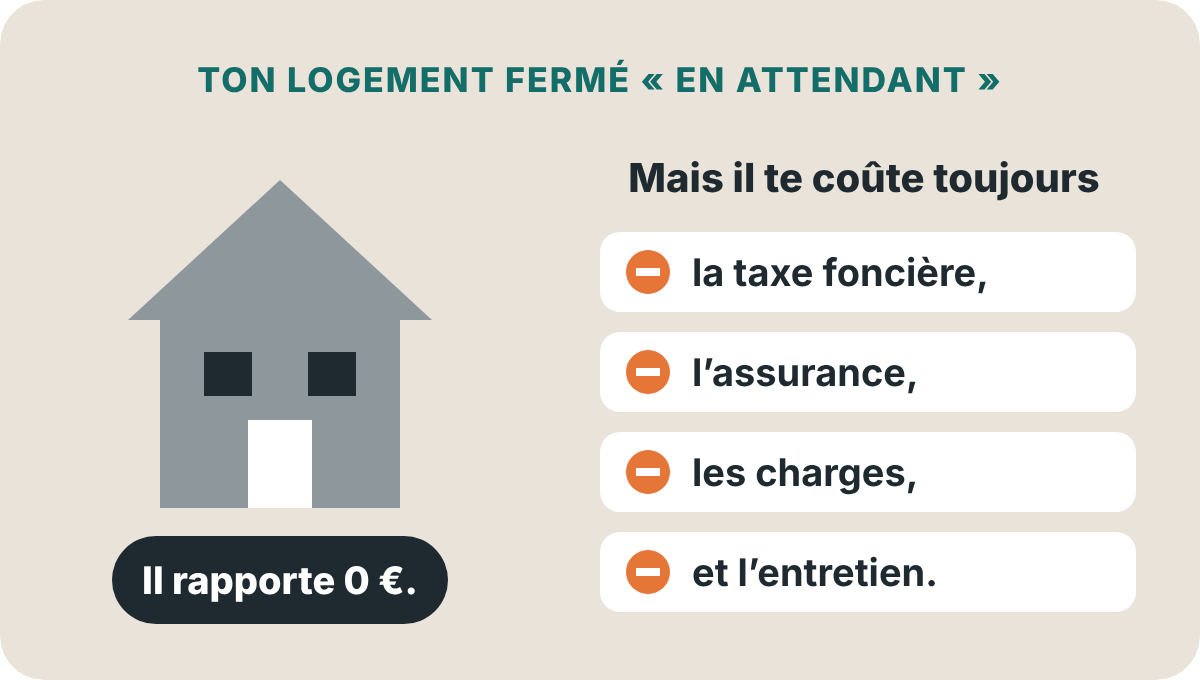 TON LOGEMENT FERMÉ « EN ATTENDANT »
Il rapporte 0 €.
Mais il te coûte toujours
la taxe foncière,
l’assurance,
les charges,
et l’entretien.